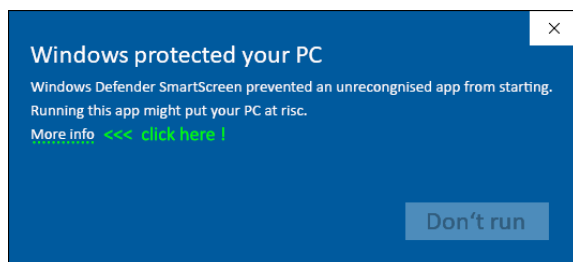 Windows protected your PC
Windows Defender SmartScreen prevented an unrecongnised app from starting.
Running this app might put your PC at risc.
More info <<< click here !
Don't run